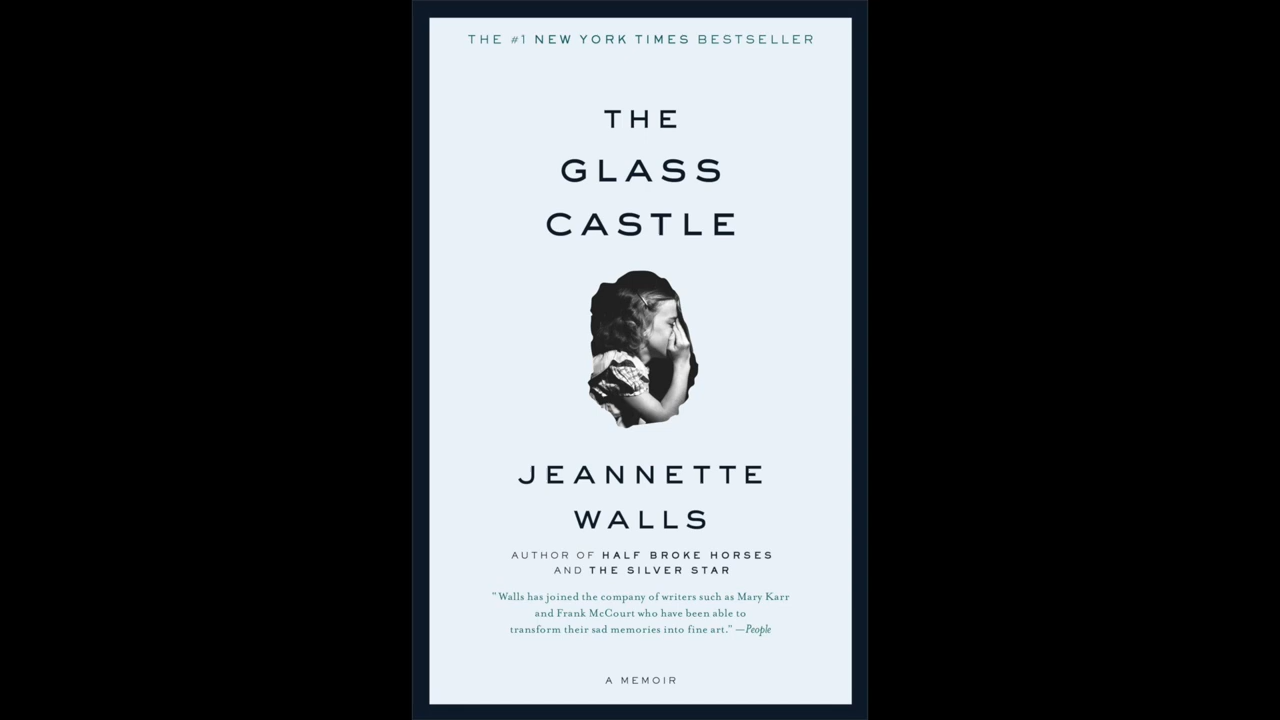 THE #1 NEW YORK TIMES BESTSELLER
THE
GLASS
CASTLE
JEANNETTE
WALLS
AUTHOR OF HALF BROKE HORSES
AND THE SILVER STAR
"Walls has joined the company of writers such as Mary Karr
and Frank McCourt who have been able to
transform their sad memories into fine art." —People
A MEMOIR